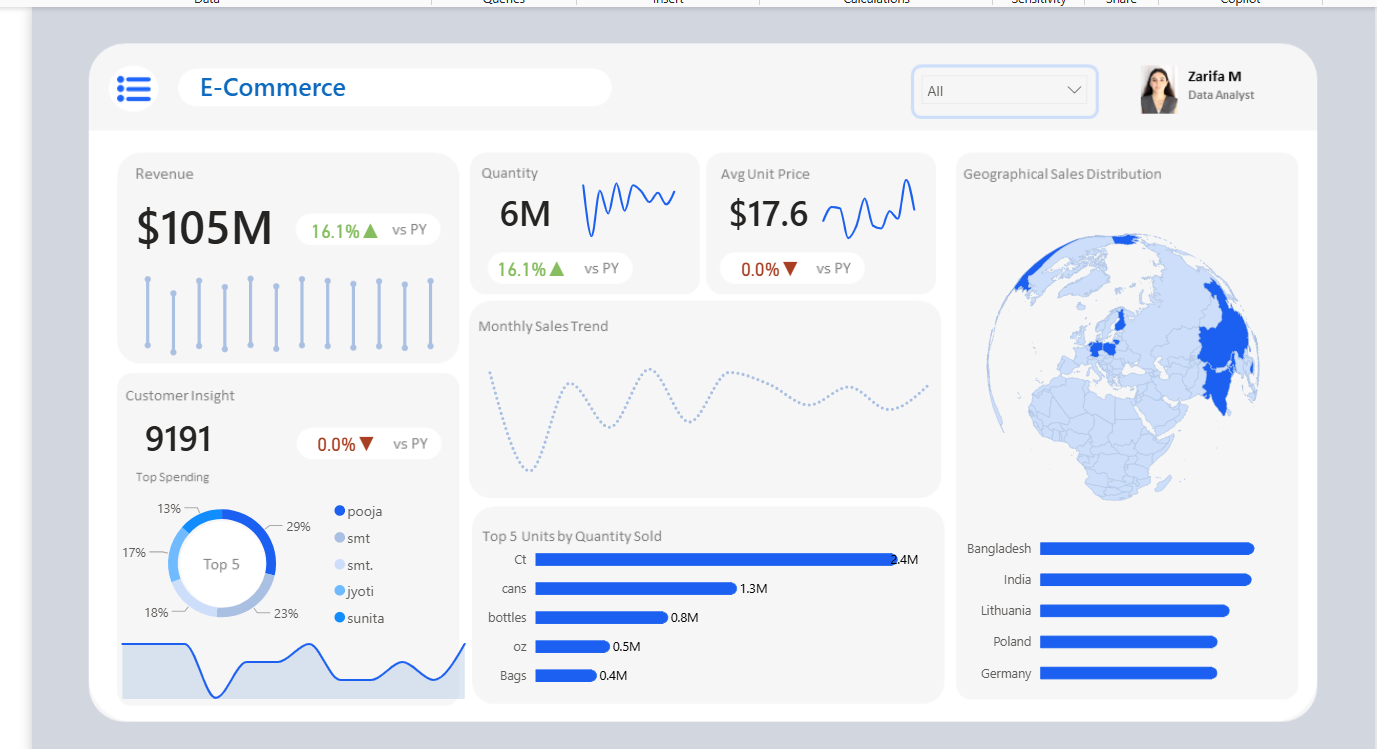 Data Queries Insert Calculations Sensitivity Share Copilot
E-Commerce
All
Zarifa M
Data Analyst
Revenue
$105M
16.1% ▲ vs PY
Quantity
6M
16.1% ▲ vs PY
Avg Unit Price
$17.6
0.0% ▼ vs PY
Geographical Sales Distribution
Monthly Sales Trend
Customer Insight
9191
0.0% ▼ vs PY
Top Spending
13%
29%
17%
18%
23%
Top 5
pooja
smt
smt.
jyoti
sunita
Top 5 Units by Quantity Sold
Ct 2.4M
cans 1.3M
bottles 0.8M
oz 0.5M
Bags 0.4M
Bangladesh
India
Lithuania
Poland
Germany